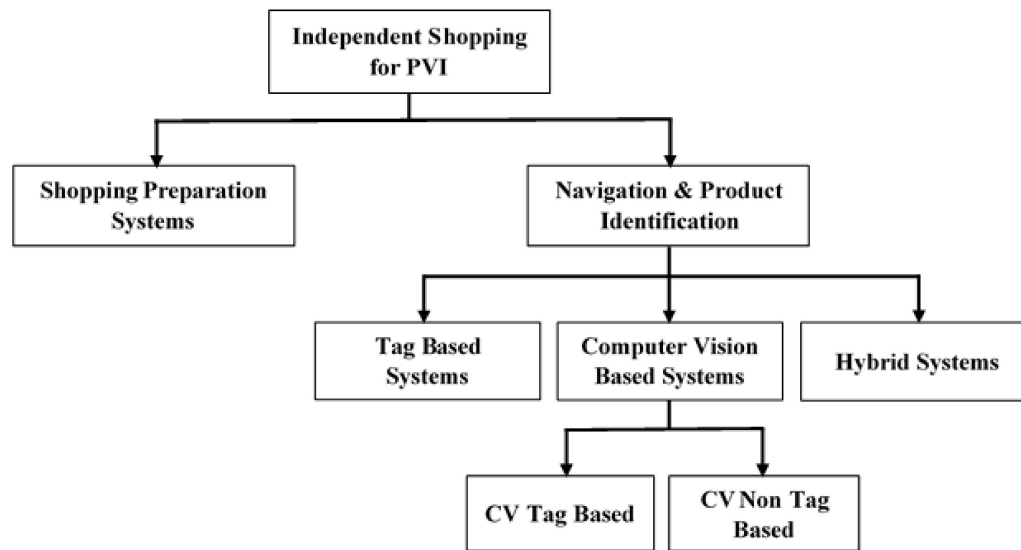 Independent Shopping
for PVI
Shopping Preparation
Systems
Navigation & Product
Identification
Tag Based
Systems
Computer Vision
Based Systems
Hybrid Systems
CV Tag Based
CV Non Tag
Based